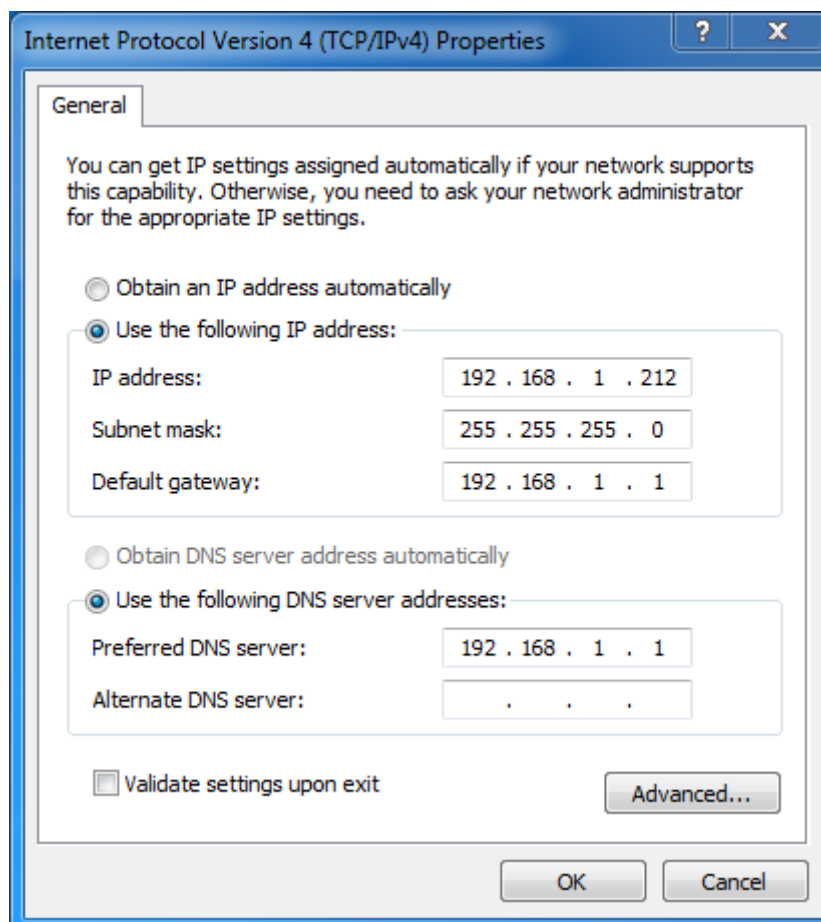 Internet Protocol Version 4 (TCP/IPv4) Properties
? X
General
You can get IP settings assigned automatically if your network supports
this capability. Otherwise, you need to ask your network administrator
for the appropriate IP settings.
Obtain an IP address automatically
Use the following IP address:
IP address: 192 . 168 . 1 . 212
Subnet mask: 255 . 255 . 255 . 0
Default gateway: 192 . 168 . 1 . 1
Obtain DNS server address automatically
Use the following DNS server addresses:
Preferred DNS server: 192 . 168 . 1 . 1
Alternate DNS server: . . .
Validate settings upon exit
Advanced...
OK Cancel